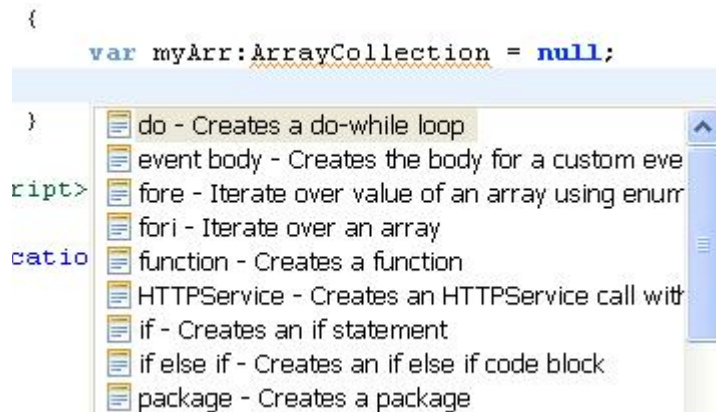 {
var myArr:ArrayCollection = null;
}
do - Creates a do-while loop
event body - Creates the body for a custom eve
ript>
fore - Iterate over value of an array using enum
fori - Iterate over an array
catio
function - Creates a function
HTTPService - Creates an HTTPService call with
if - Creates an if statement
if else if - Creates an if else if code block
package - Creates a package